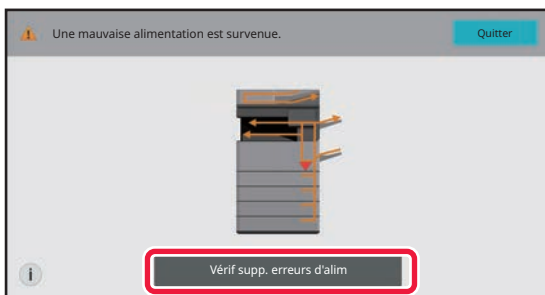 Une mauvaise alimentation est survenue.
Quitter
i
Vérif supp. erreurs d'alim